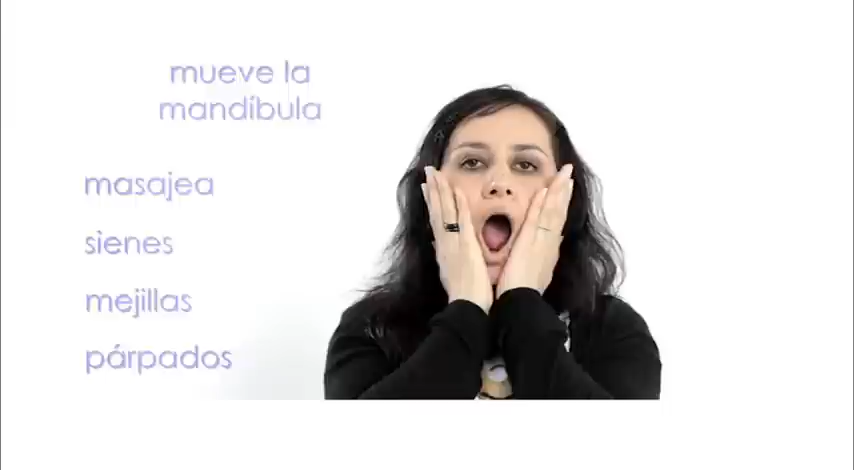 mueve la
mandíbula
masajea
sienes
mejillas
párpados